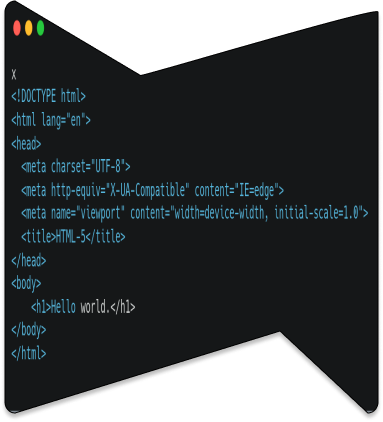 X
<!DOCTYPE html>
<html lang="en">
<head>
<meta charset="UTF-8">
<meta http-equiv="X-UA-Compatible" content="IE=edge">
<meta name="viewport" content="width=device-width, initial-scale=1.0">
<title>HTML-5</title>
</head>
<body>
<h1>Hello world.</h1>
</body>
</html>